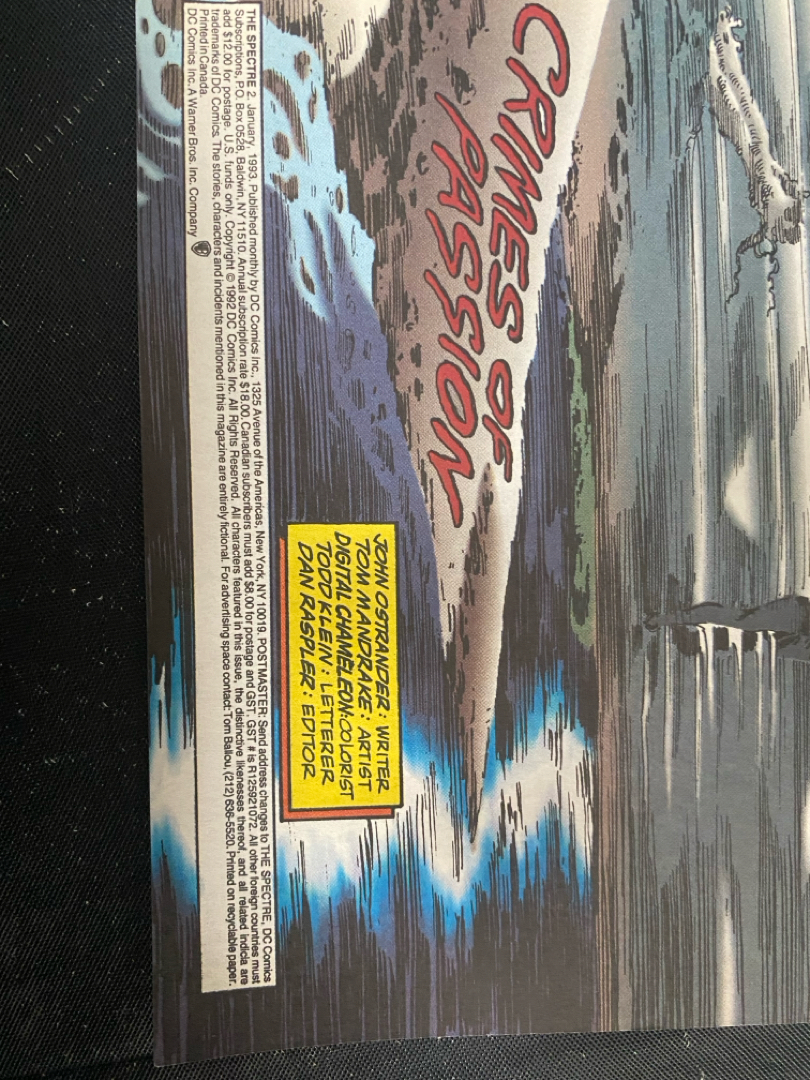 CRIMES OF
PASSION
JOHN OSTRANDER: WRITER
TOM MANDRAKE: ARTIST
DIGITAL CHAMELEON: COLORIST
TODD KLEIN: LETTERER
DAN RASPLER: EDITOR
THE SPECTRE 2. January, 1993. Published monthly by DC Comics Inc., 1325 Avenue of the Americas, New York, NY 10019. POSTMASTER: Send address changes to THE SPECTRE, DC Comics
Subscriptions, P.O. Box 0528, Baldwin, NY 11510. Annual subscription rate $18.00. Canadian subscribers must add $8.00 for postage and GST. GST # is R125921072. All other foreign countries must
add $12.00 for postage. U.S. funds only. Copyright © 1992 DC Comics Inc. All Rights Reserved. All characters featured in this issue, the distinctive likenesses thereof, and all related indicia are
trademarks of DC Comics. The stories, characters and incidents mentioned in this magazine are entirely fictional. For advertising space contact: Tom Ballou, (212) 636-5520. Printed on recyclable paper.
Printed in Canada.
DC Comics Inc. A Warner Bros. Inc. Company